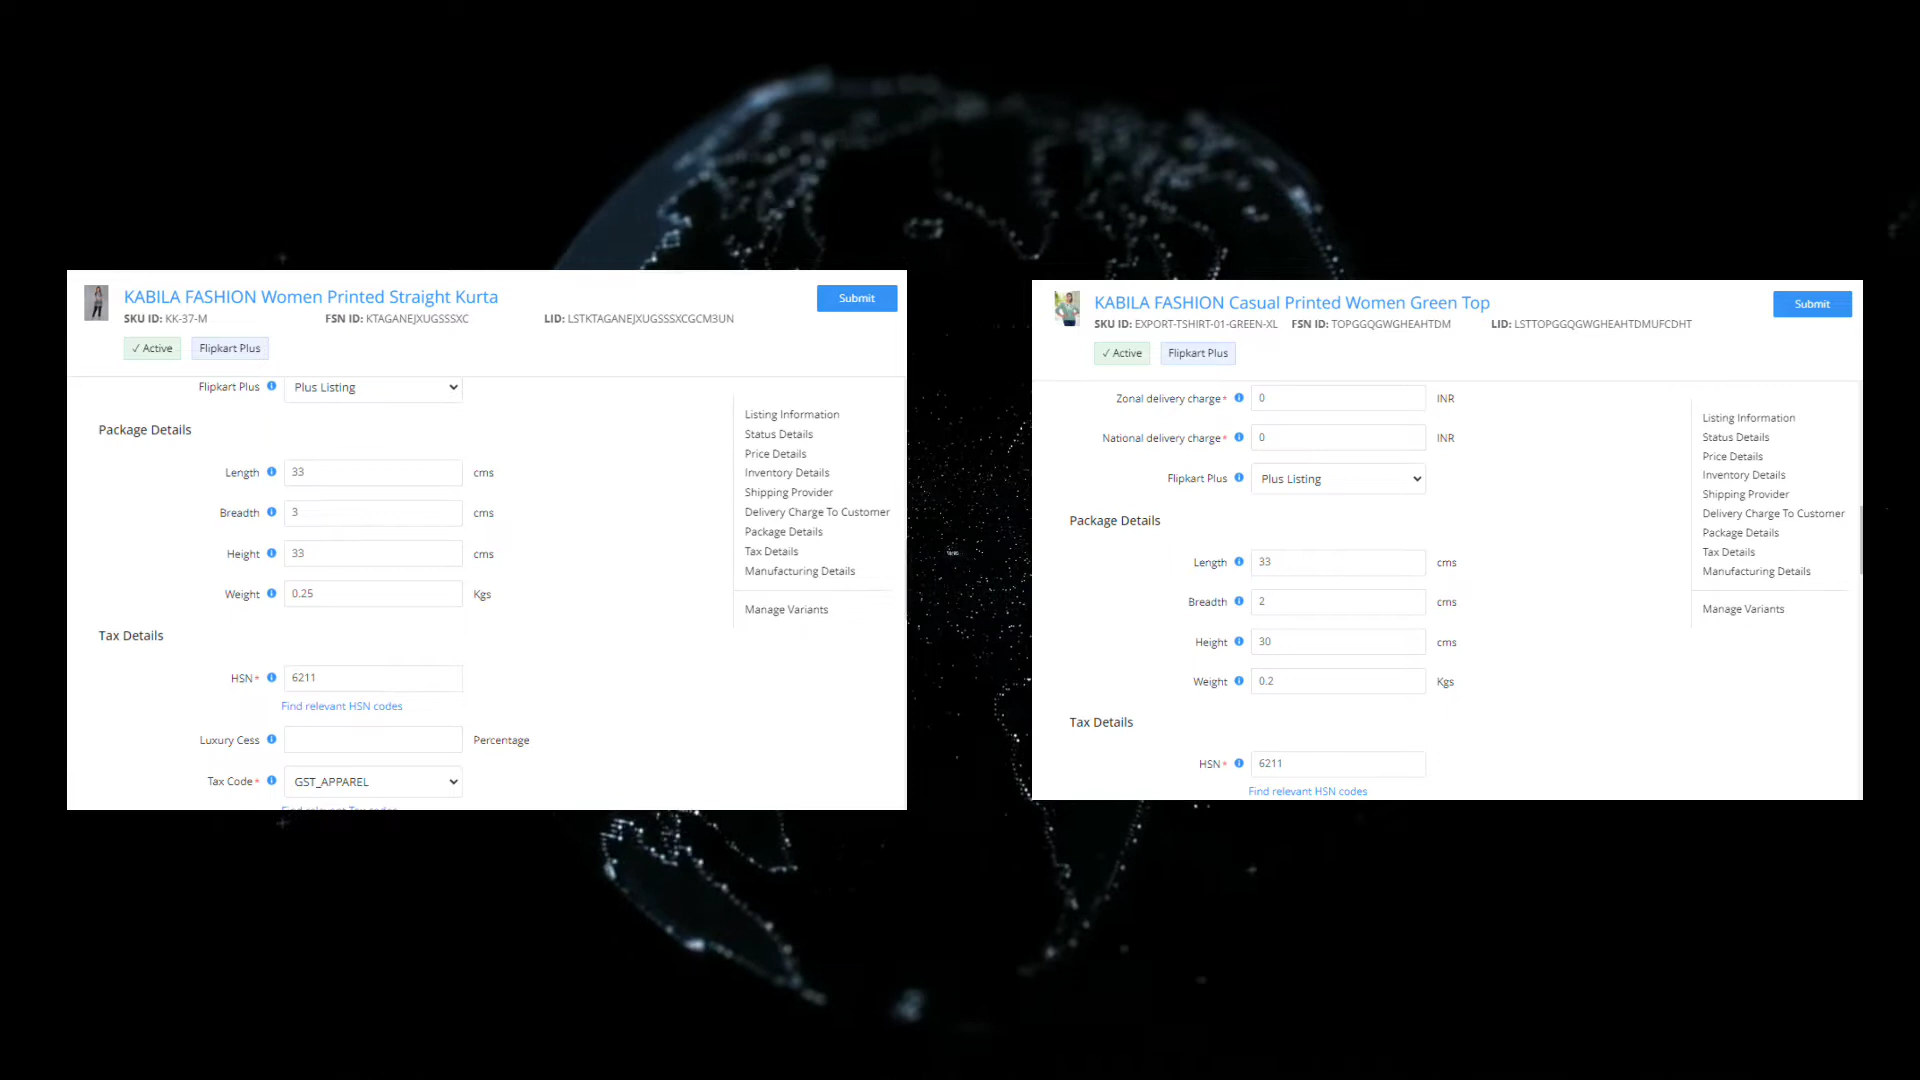 KABILA FASHION Women Printed Straight Kurta
Submit
SKU ID: KK-37-M FSN ID: KTAGANEJXUGSSSXC LID: LSTKTAGANEJXUGSSSXCGCM3UN
✓ Active Flipkart Plus
Flipkart Plus Plus Listing
Package Details
Length 33 cms
Breadth 3 cms
Height 33 cms
Weight 0.25 Kgs
Tax Details
HSN* 6211
Find relevant HSN codes
Luxury Cess Percentage
Tax Code* GST_APPAREL
Find relevant Tax codes
Listing Information
Status Details
Price Details
Inventory Details
Shipping Provider
Delivery Charge To Customer
Package Details
Tax Details
Manufacturing Details
Manage Variants
KABILA FASHION Casual Printed Women Green Top
Submit
SKU ID: EXPORT-TSHIRT-01-GREEN-XL FSN ID: TOPGGQGWGHEAHTDM LID: LSTTOPGGQGWGHEAHTDMUFCDHT
✓ Active Flipkart Plus
Zonal delivery charge* 0 INR
National delivery charge* 0 INR
Flipkart Plus Plus Listing
Package Details
Length 33 cms
Breadth 2 cms
Height 30 cms
Weight 0.2 Kgs
Tax Details
HSN* 6211
Find relevant HSN codes
Listing Information
Status Details
Price Details
Inventory Details
Shipping Provider
Delivery Charge To Customer
Package Details
Tax Details
Manufacturing Details
Manage Variants